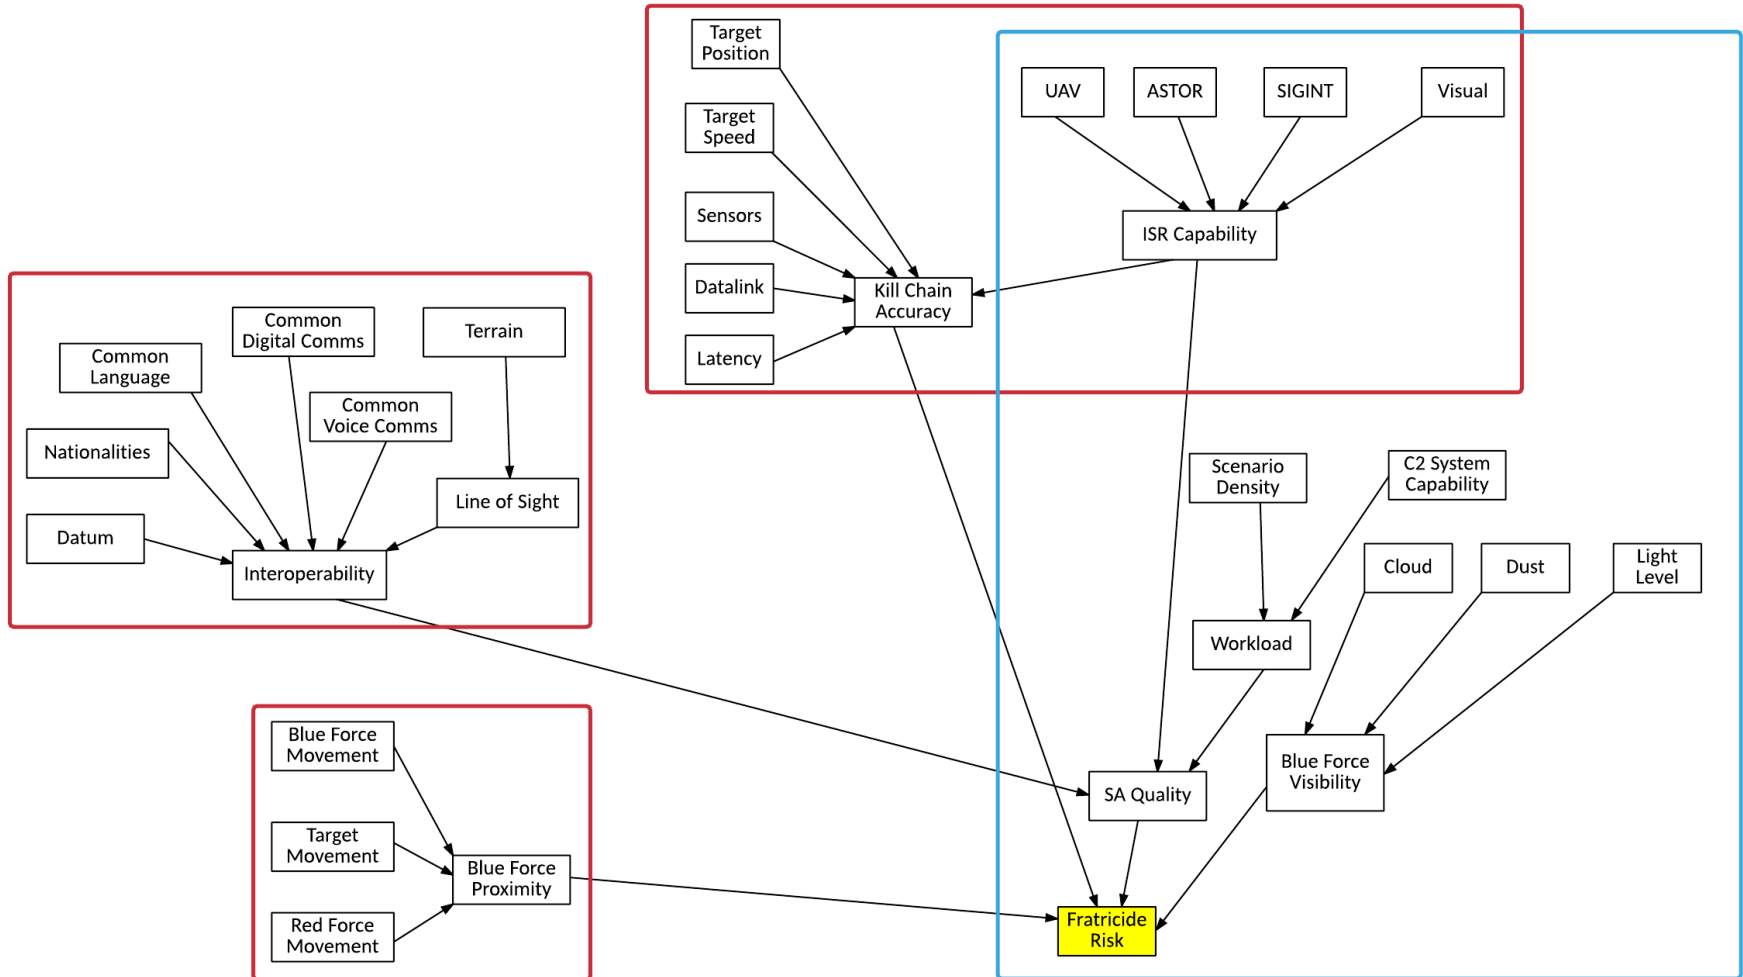 Target
Position
UAV
ASTOR
SIGINT
Visual
Target
Speed
Sensors
ISR Capability
Datalink
Kill Chain
Accuracy
Latency
Common
Digital Comms
Terrain
Common
Language
Common
Voice Comms
Nationalities
Line of Sight
Datum
Interoperability
Scenario
Density
C2 System
Capability
Cloud
Dust
Light
Level
Workload
Blue Force
Movement
SA Quality
Blue Force
Visibility
Target
Movement
Blue Force
Proximity
Red Force
Movement
Fratricide
Risk